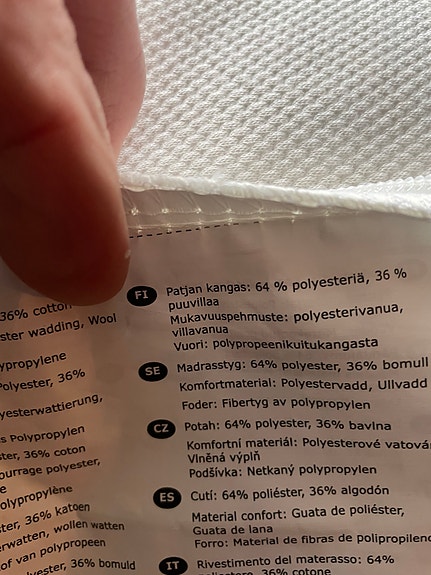 36% cotton
ster wadding, Wool
ypropylene
Polyester, 36%
yesterwattierung,
s Polypropylen
ster, 36% coton
ourrage polyester,
e
olypropylène
ster, 36% katoen
erwatten, wollen watten
of van polypropeen
lyester, 36% bomuld
FI Patjan kangas: 64 % polyesteriä, 36 %
puuvillaa
Mukavuuspehmuste: polyesterivanua,
villavanua
Vuori: polypropeenikuitukangasta
SE Madrasstyg: 64% polyester, 36% bomull
Komfortmaterial: Polyestervadd, Ullvadd
Foder: Fibertyg av polypropylen
CZ Potah: 64% polyester, 36% bavlna
Komfortní materiál: Polyesterové vatová
Vlněná výplň
Podšívka: Netkaný polypropylen
ES Cutí: 64% poliéster, 36% algodón
Material confort: Guata de poliéster,
Guata de lana
Forro: Material de fibras de polipropileno
IT Rivestimento del materasso: 64%
poliestere, 36% cotone